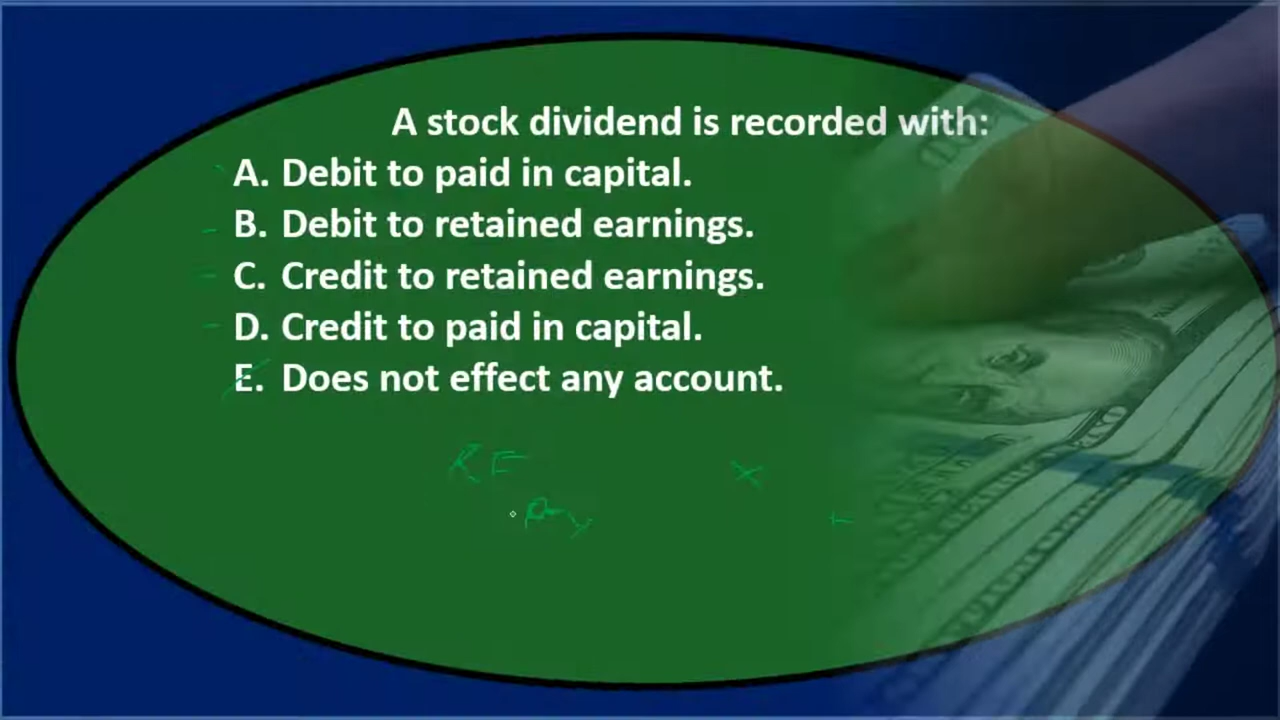 A stock dividend is recorded with:
A. Debit to paid in capital.
B. Debit to retained earnings.
C. Credit to retained earnings.
D. Credit to paid in capital.
E. Does not effect any account.
RE X